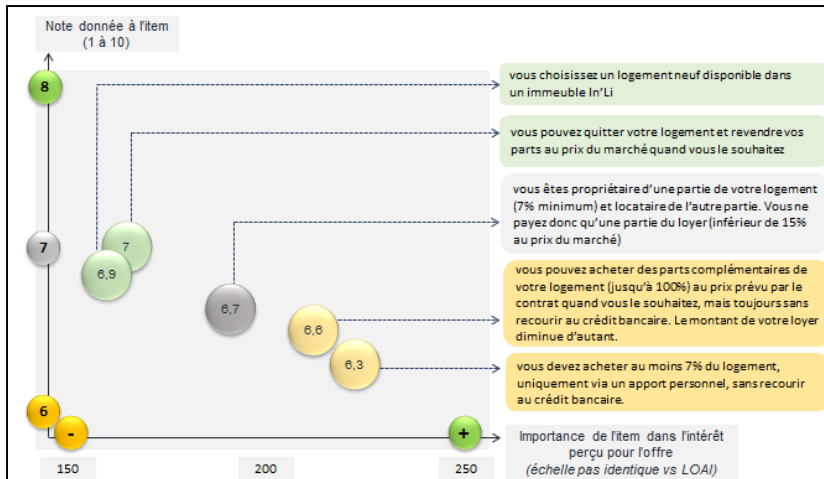 Note donnée à l'item
(1 à 10)
8
vous choisissez un logement neuf disponible dans
un immeuble In'Li
vous pouvez quitter votre logement et revendre vos
parts au prix du marché quand vous le souhaitez
vous êtes propriétaire d'une partie de votre logement
(7% minimum) et locataire de l'autre partie. Vous ne
payez donc qu'une partie du loyer (inférieur de 15%
au prix du marché)
7
7
6,9
6,7
vous pouvez acheter des parts complémentaires de
votre logement (jusqu'à 100%) au prix prévu par le
contrat quand vous le souhaitez, mais toujours sans
recourir au crédit bancaire. Le montant de votre loyer
diminue d'autant.
6,6
6,3
vous devez acheter au moins 7% du logement,
uniquement via un apport personnel, sans recourir
au crédit bancaire.
6
-
+
Importance de l'item dans l'intérêt
perçu pour l'offre
(échelle pas identique vs LOAI)
150
200
250